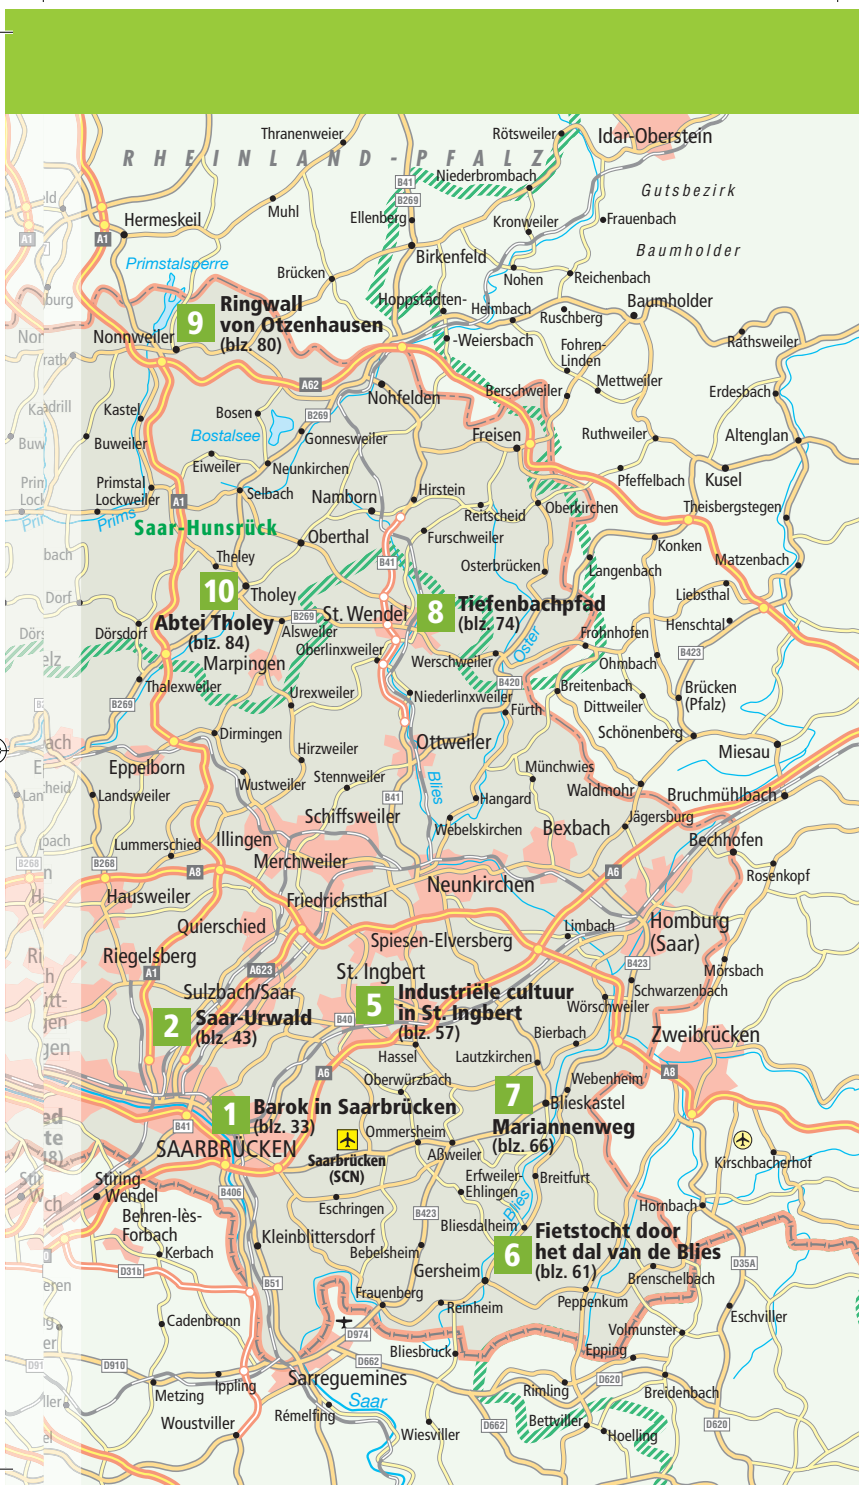 Thranenweier
Rötsweiler
Idar-Oberstein
RHEINLAND-PFALZ
Niederbrombach
B41
B269
Gutsbezirk
Muhl
Hermeskeil
Ellenberg
Kronweiler
Frauenbach
A1
A1
Baumholder
Birkenfeld
Primstalsperre
Brücken
Nohen
Reichenbach
Hoppstädten-
Heimbach
Baumholder
burg
9
Ringwall
von Otzenhausen
(blz. 80)
Ruschberg
Nonnweiler
-Weiersbach
Fohren-
Linden
Rathsweiler
rath
A62
Nohfelden
Berschweiler
Mettweiler
Erdesbach
Kastel
Bosen
B269
Bostalsee
Gonnesweiler
Freisen
Ruthweiler
Altenglan
Buweiler
Eiweiler
Neunkirchen
Pfeffelbach
Kusel
Primstal
Lockweiler
Selbach
Namborn
Hirstein
Oberkirchen
Theisbergstegen
A1
Reitscheid
Prims
Saar-Hunsrück
Oberthal
Furschweiler
Konken
Theley
B41
Osterbrücken
Langenbach
Matzenbach
bach
10
Tholey
Liebsthal
Dorf
Abtei Tholey
(blz. 84)
B269
St. Wendel
8
Tiefenbachpfad
(blz. 74)
Henschtal
Dörsdorf
Alsweiler
Oster
Frohnhofen
B423
Marpingen
Oberlinxweiler
Werschweiler
Ohmbach
B420
Thalexweiler
Urexweiler
Niederlinxweiler
Breitenbach
Brücken
(Pfalz)
B269
Fürth
Dittweiler
Dirmingen
Schönenberg
Hirzweiler
Ottweiler
Miesau
Eppelborn
Stennweiler
Münchwies
Wustweiler
Blies
Waldmohr
Landsweiler
B41
Hangard
Bruchmühlbach
Schiffsweiler
Webelskirchen
Bexbach
Jägersburg
Illingen
Bechhofen
Lummerschied
Merchweiler
B268
B268
A8
A6
Rosenkopf
Hausweiler
Friedrichsthal
Neunkirchen
Quierschied
Limbach
Homburg
(Saar)
Riegelsberg
Spiesen-Elversberg
A1
A623
B423
St. Ingbert
Mörsbach
Sulzbach/Saar
5
Industriële cultuur
in St. Ingbert
(blz. 57)
Schwarzenbach
2
Saar-Urwald
(blz. 43)
B40
Wörschweiler
Bierbach
Zweibrücken
Hassel
Lautzkirchen
A6
A8
Oberwürzbach
7
Webenheim
1
Barok in Saarbrücken
(blz. 33)
Blieskastel
Mariannenweg
(blz. 66)
B41
SAARBRÜCKEN
Ommersheim
Saarbrücken
(SCN)
Aßweiler
Kirschbacherhof
Stiring-
Wendel
B406
Erfweiler-
Ehlingen
Breitfurt
Eschringen
Behren-lès-
Forbach
B423
Blies
Hornbach
Kleinblittersdorf
Bliesdalheim
Kerbach
Bebelsheim
6
Fietstocht door
het dal van de Blies
(blz. 61)
D31b
B51
Gersheim
D35A
Brenschelbach
Frauenberg
Peppenkum
Reinheim
Eschviller
Cadenbronn
D974
Volmunster
Bliesbruck
Epping
D910
D662
Sarreguemines
Ippling
Rimling
D620
Metzing
Saar
Breidenbach
Rémelfing
Woustviller
Wiesviller
D662
Bettviller
Hoelling
D620